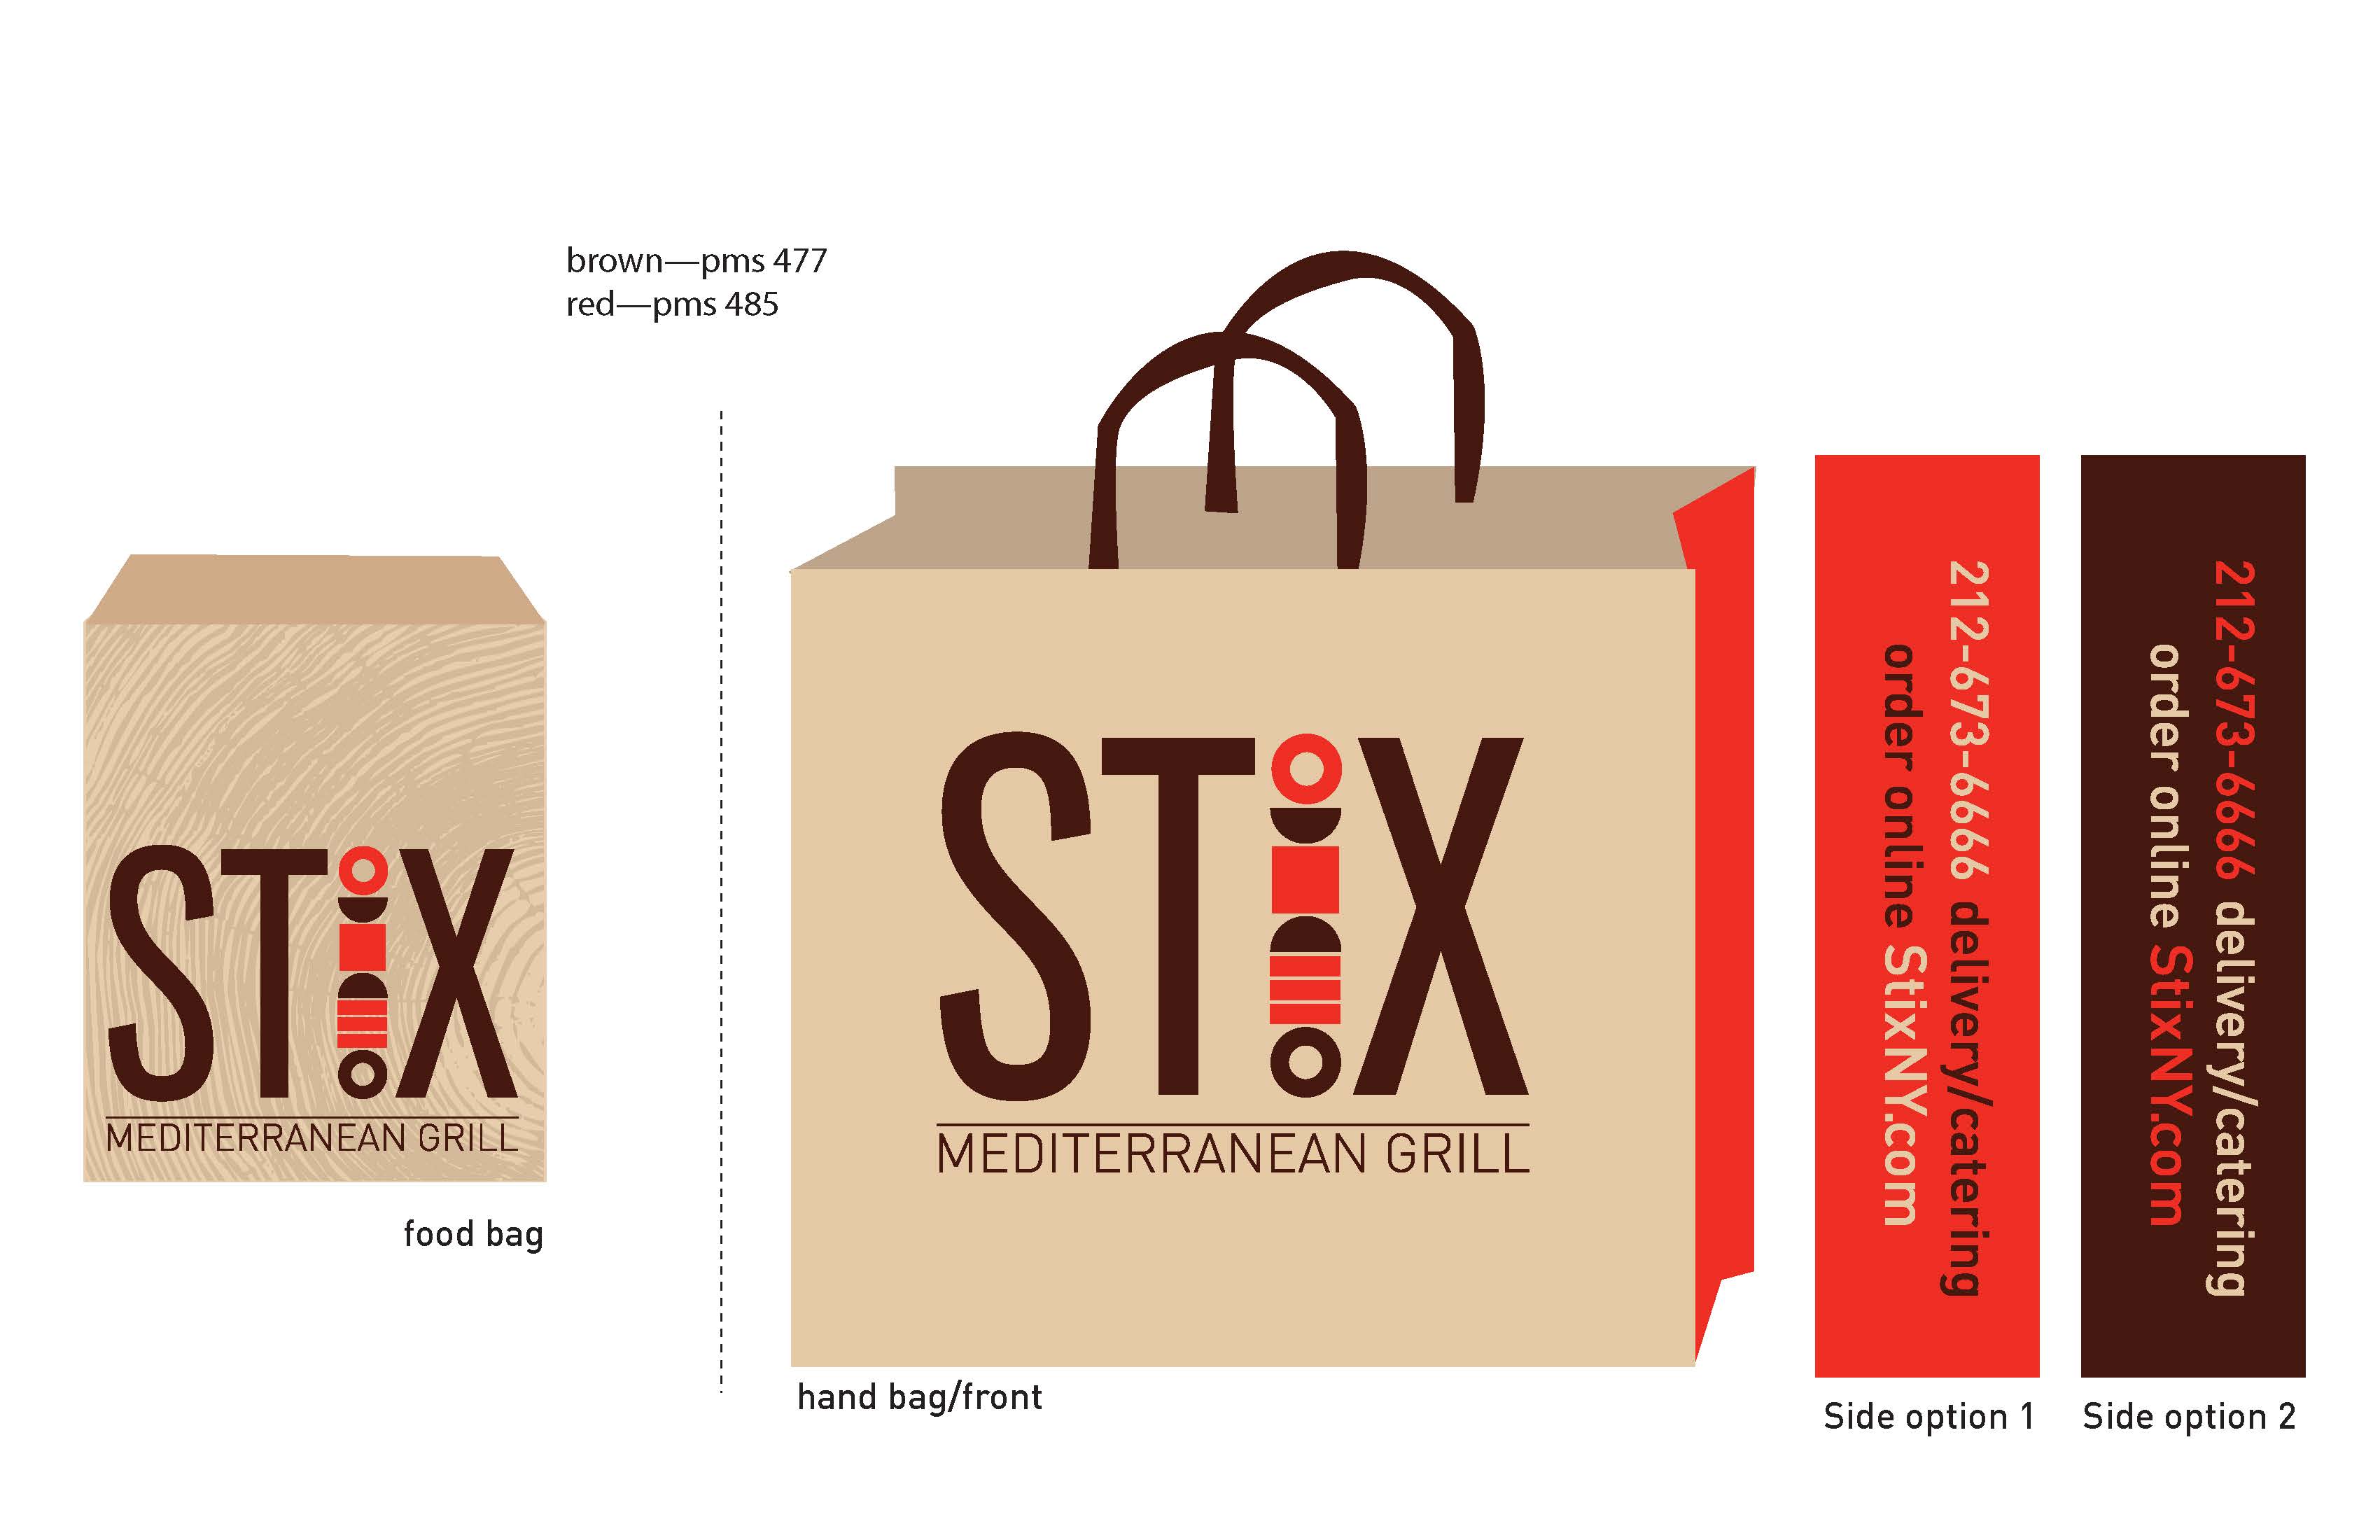 brown—pms 477
red—pms 485
STiX
MEDITERRANEAN GRILL
food bag
STiX
MEDITERRANEAN GRILL
hand bag/front
212-673-6666 delivery/catering
order online StixNY.com
Side option 1
212-673-6666 delivery/catering
order online StixNY.com
Side option 2